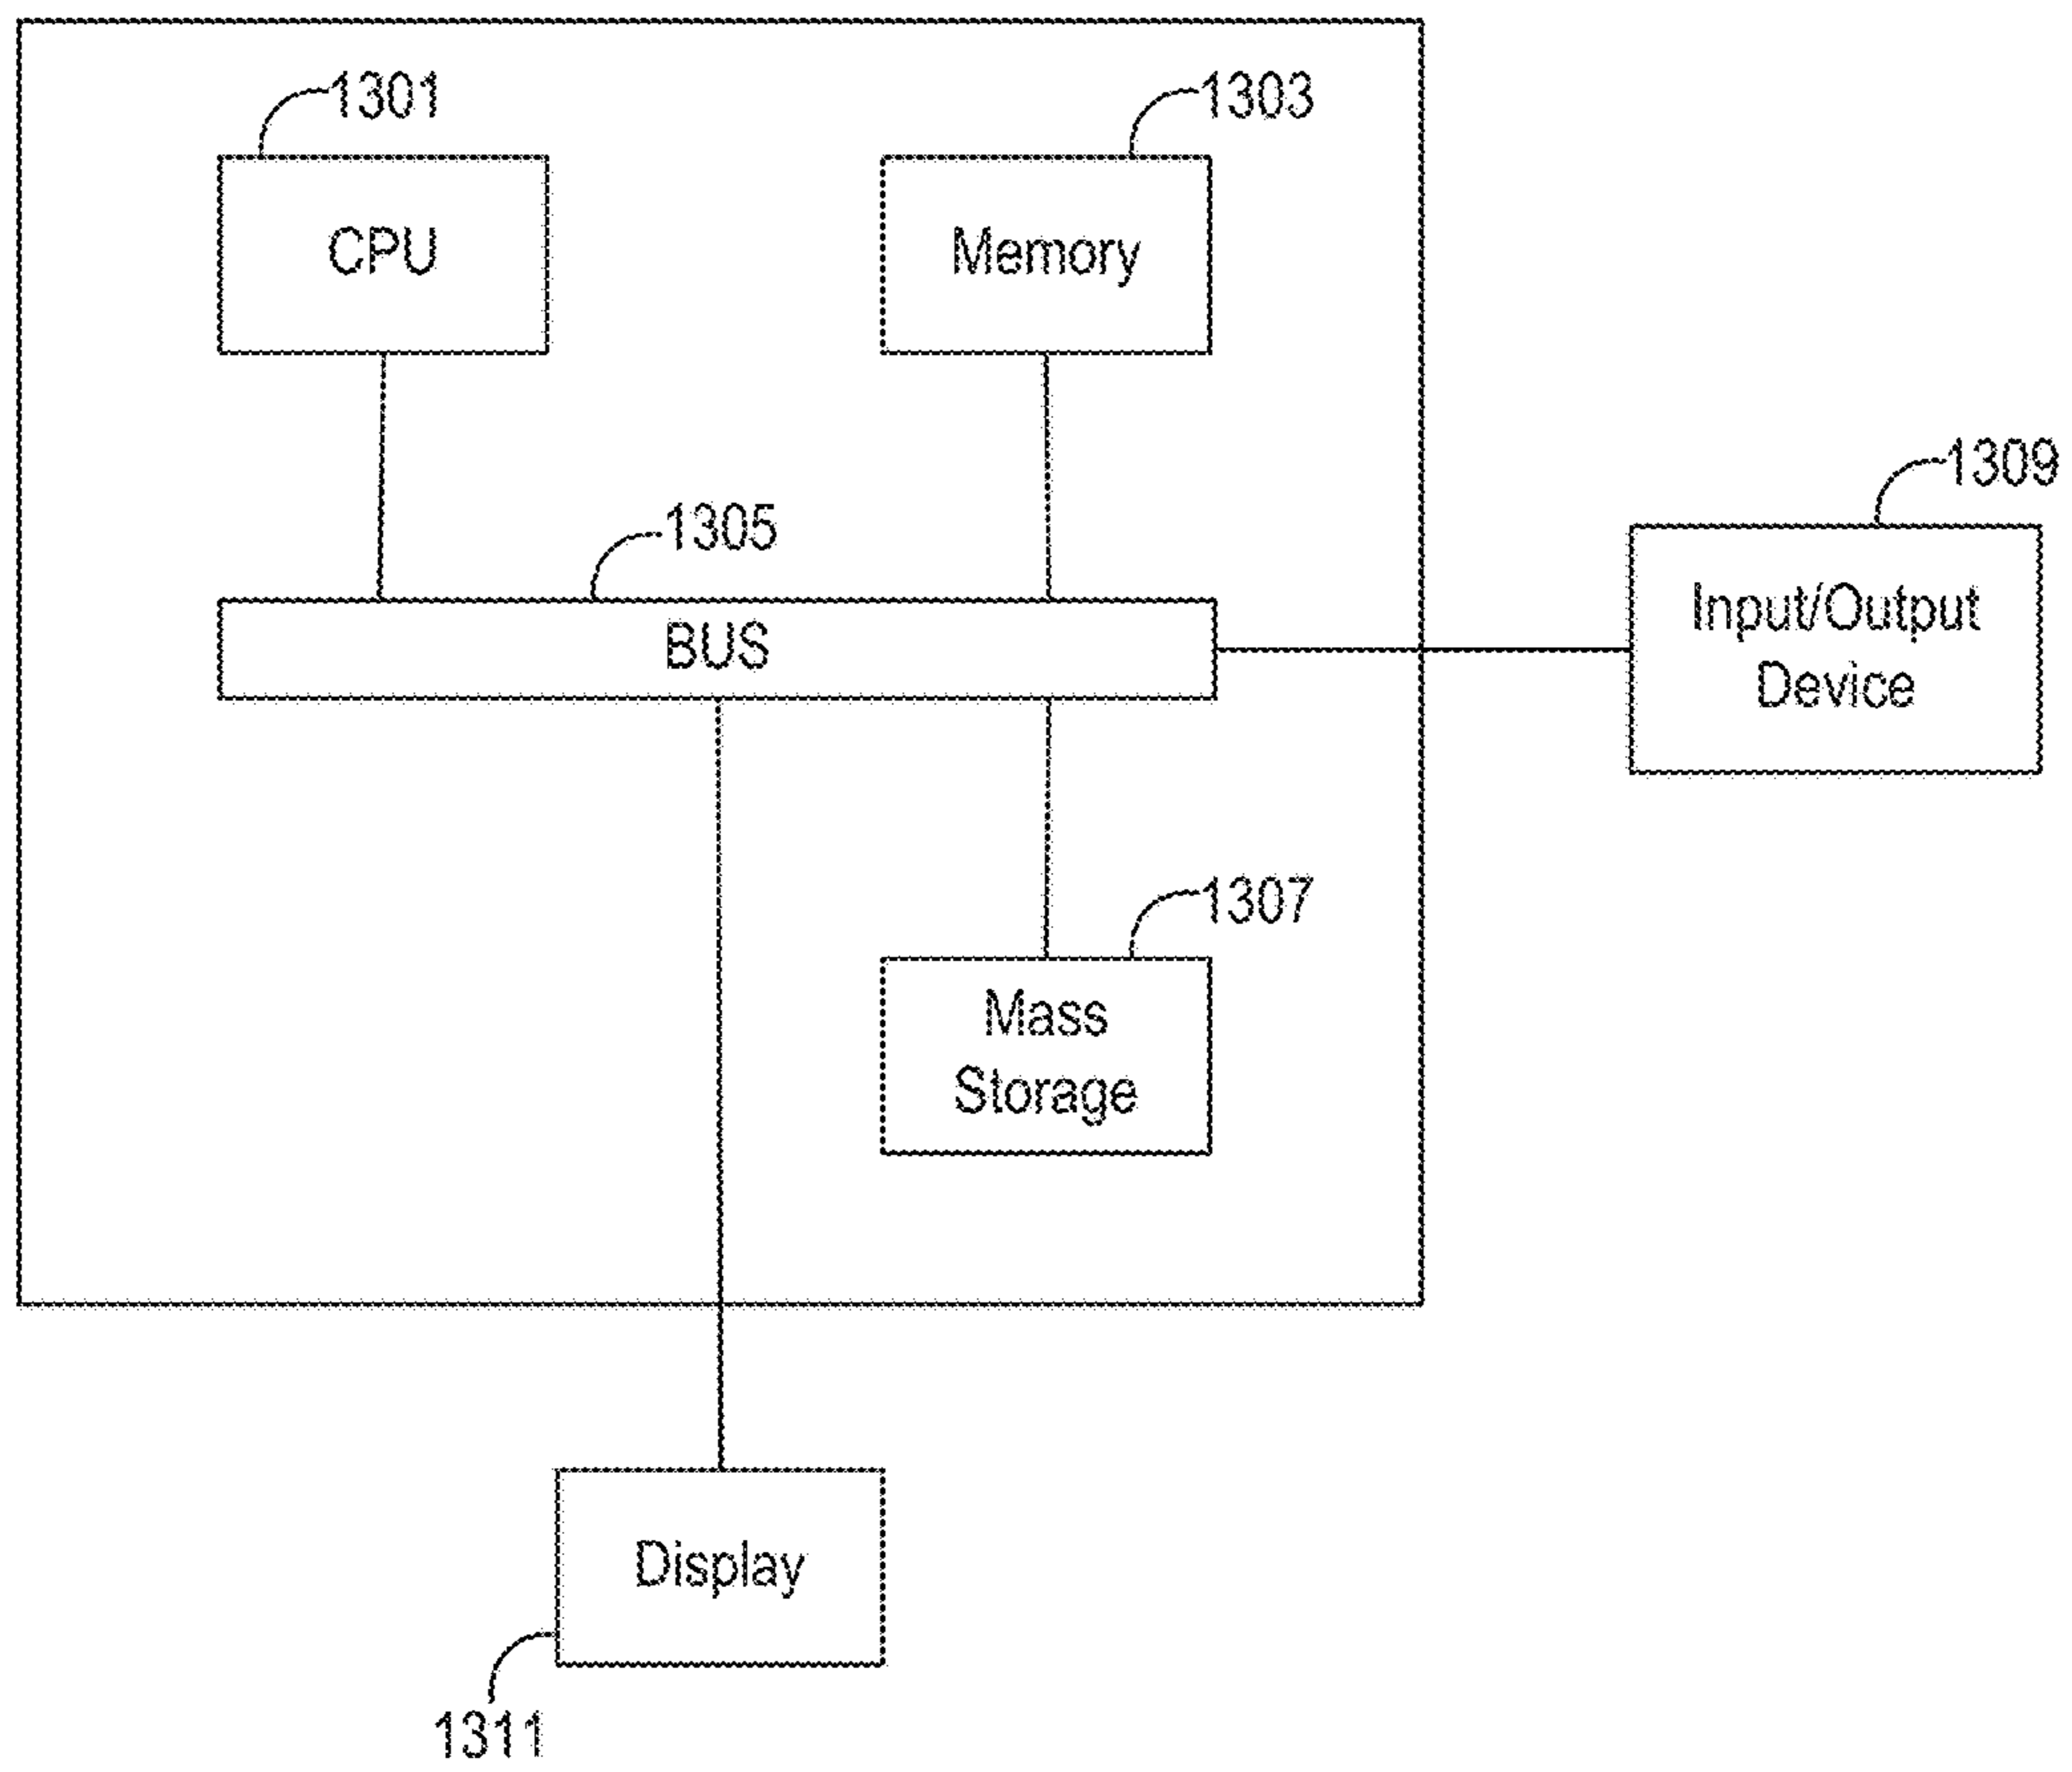 1301
1303
CPU
Memory
1309
1305
Input/Output
Device
BUS
1307
Mass
Storage
Display
1311